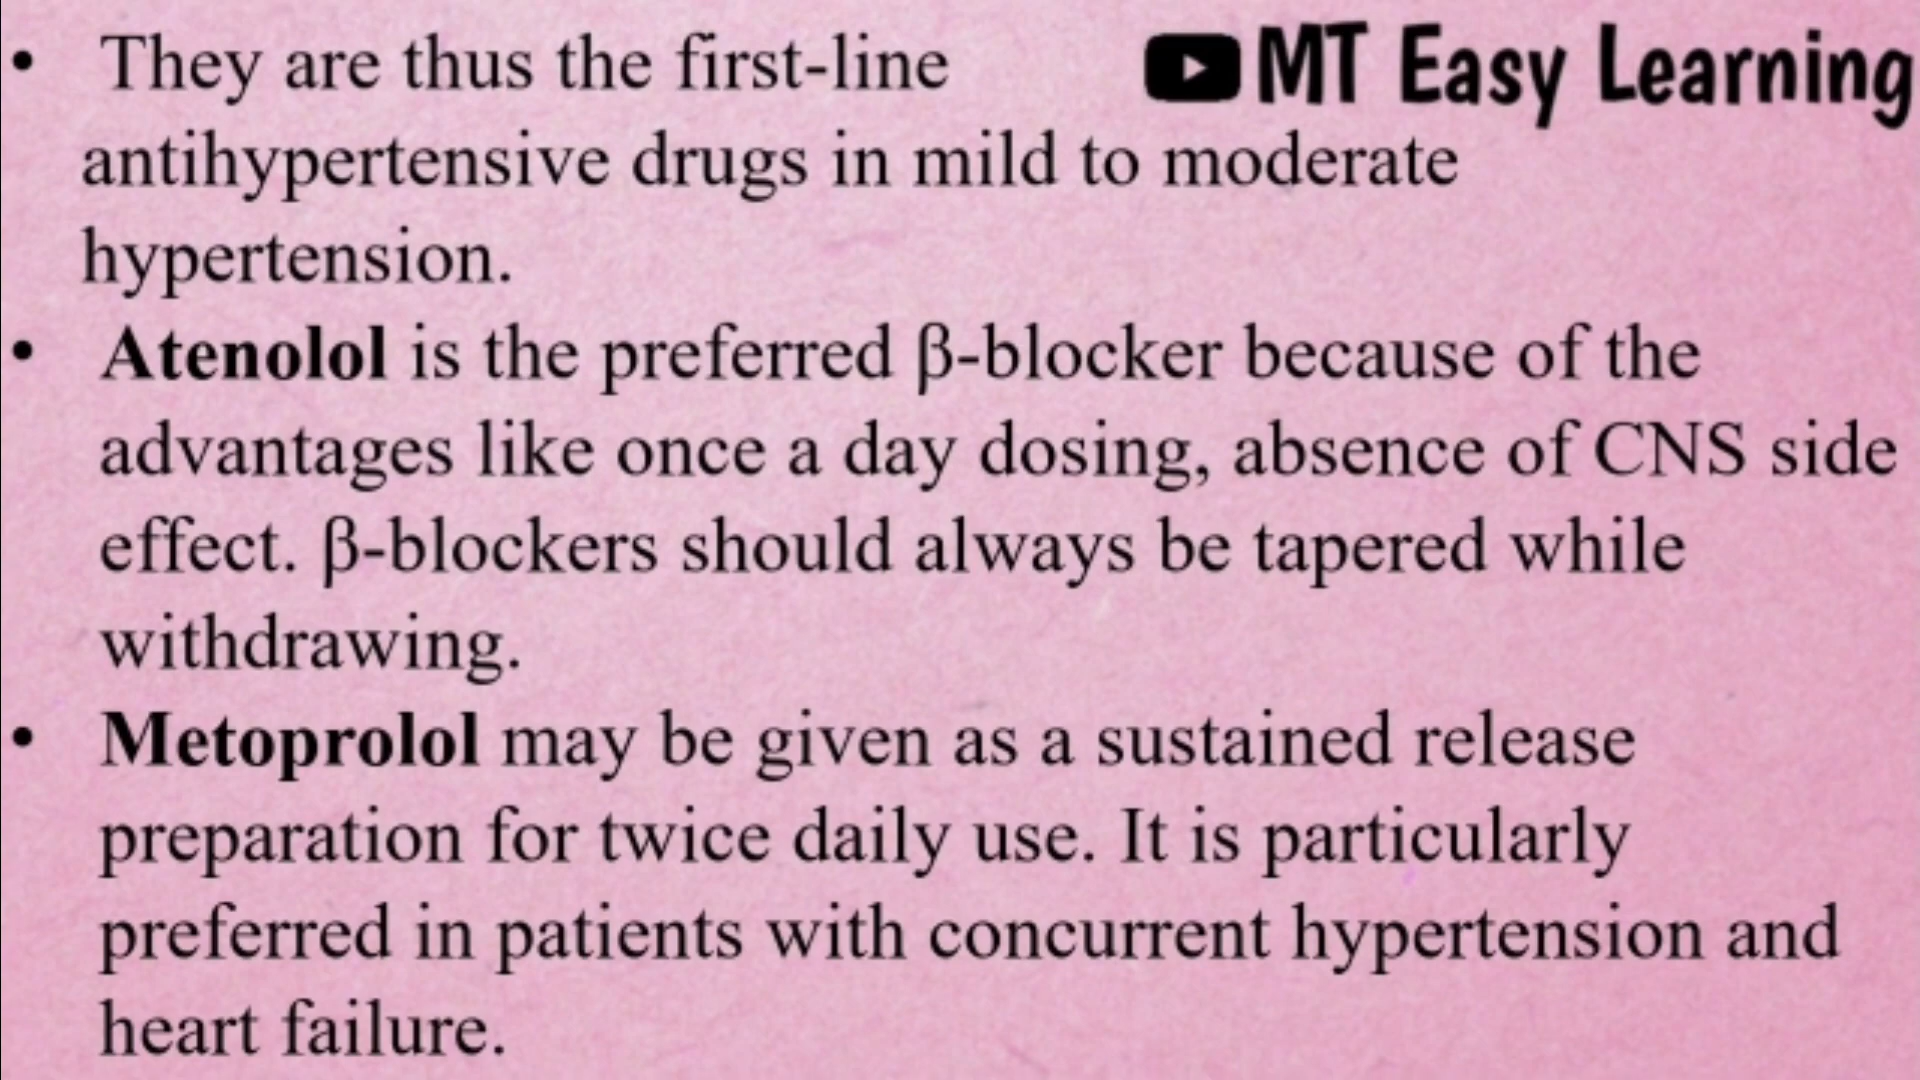 • They are thus the first-line
MT Easy Learning
antihypertensive drugs in mild to moderate
hypertension.
• Atenolol is the preferred β-blocker because of the
advantages like once a day dosing, absence of CNS side
effect. β-blockers should always be tapered while
withdrawing.
• Metoprolol may be given as a sustained release
preparation for twice daily use. It is particularly
preferred in patients with concurrent hypertension and
heart failure.